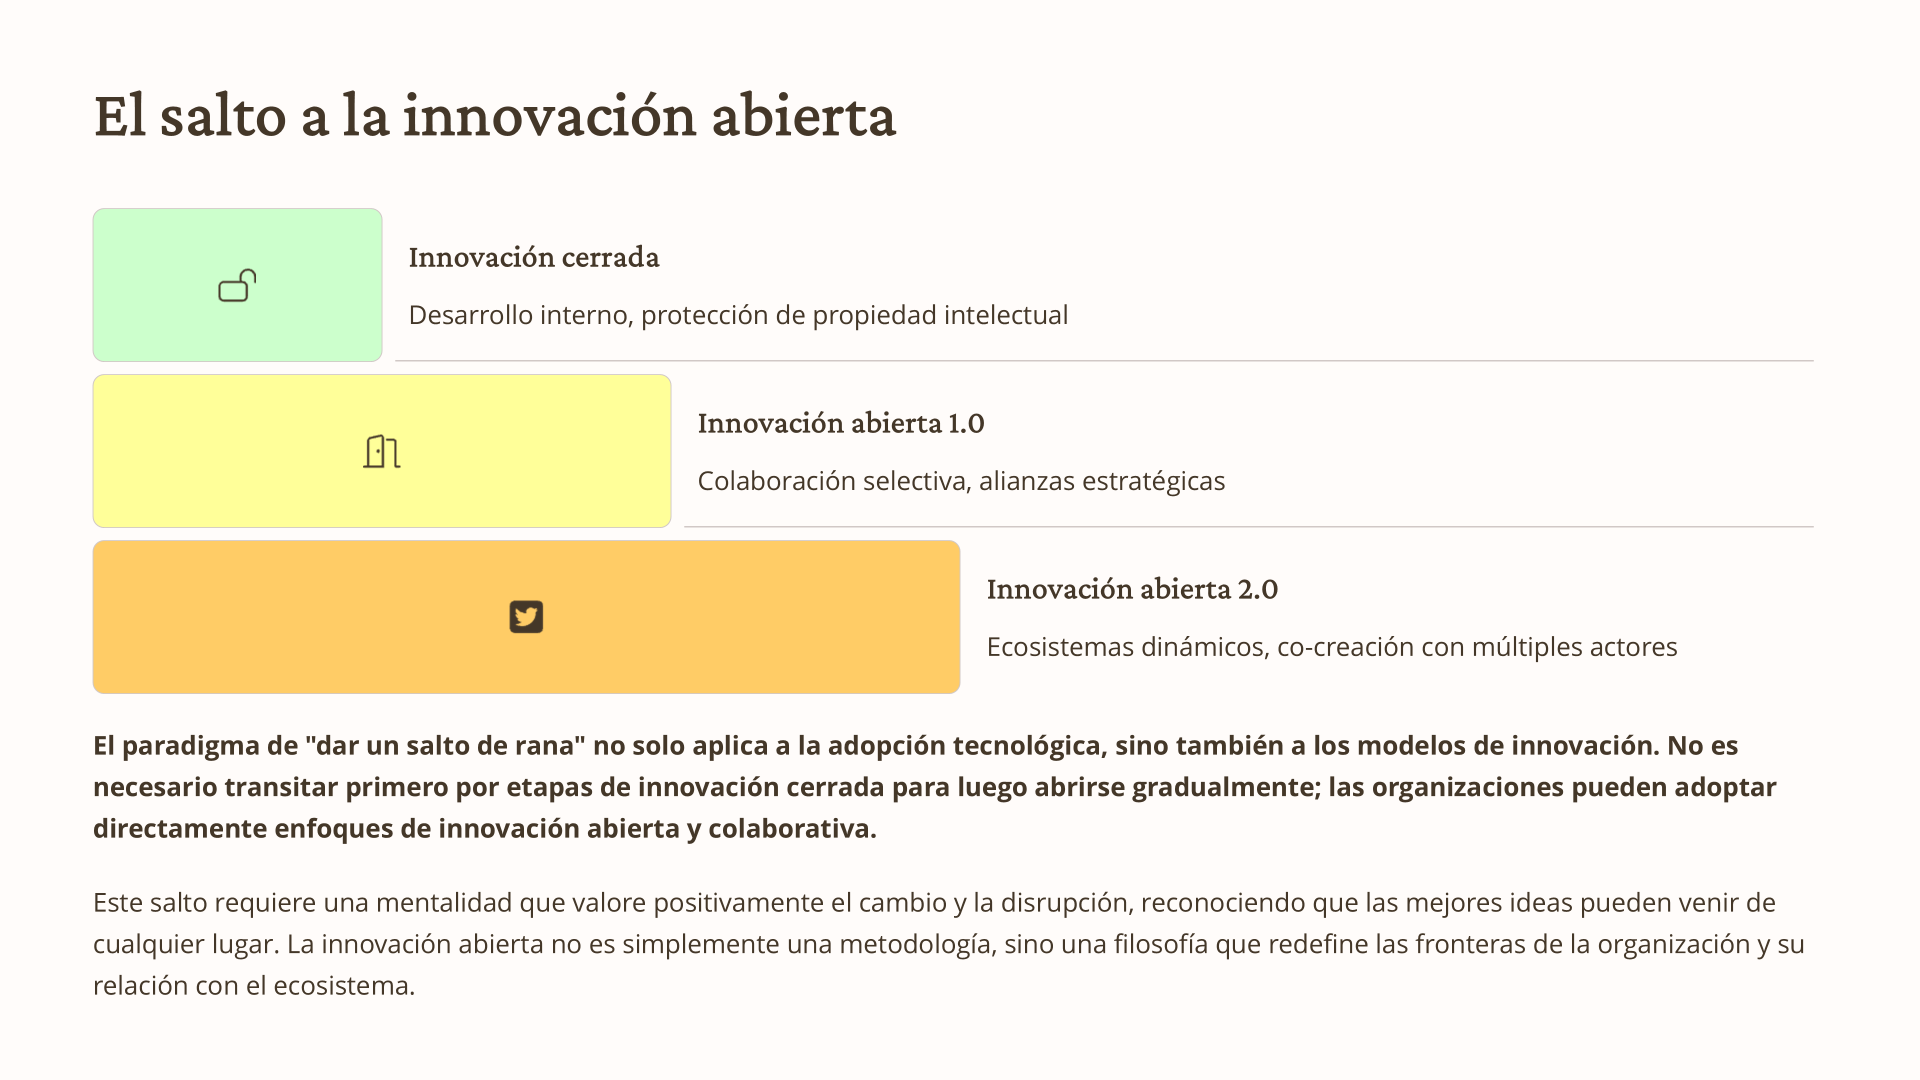 El salto a la innovación abierta
Innovación cerrada
Desarrollo interno, protección de propiedad intelectual
Innovación abierta 1.0
Colaboración selectiva, alianzas estratégicas
Innovación abierta 2.0
Ecosistemas dinámicos, co-creación con múltiples actores
El paradigma de "dar un salto de rana" no solo aplica a la adopción tecnológica, sino también a los modelos de innovación. No es
necesario transitar primero por etapas de innovación cerrada para luego abrirse gradualmente; las organizaciones pueden adoptar
directamente enfoques de innovación abierta y colaborativa.
Este salto requiere una mentalidad que valore positivamente el cambio y la disrupción, reconociendo que las mejores ideas pueden venir de
cualquier lugar. La innovación abierta no es simplemente una metodología, sino una filosofía que redefine las fronteras de la organización y su
relación con el ecosistema.